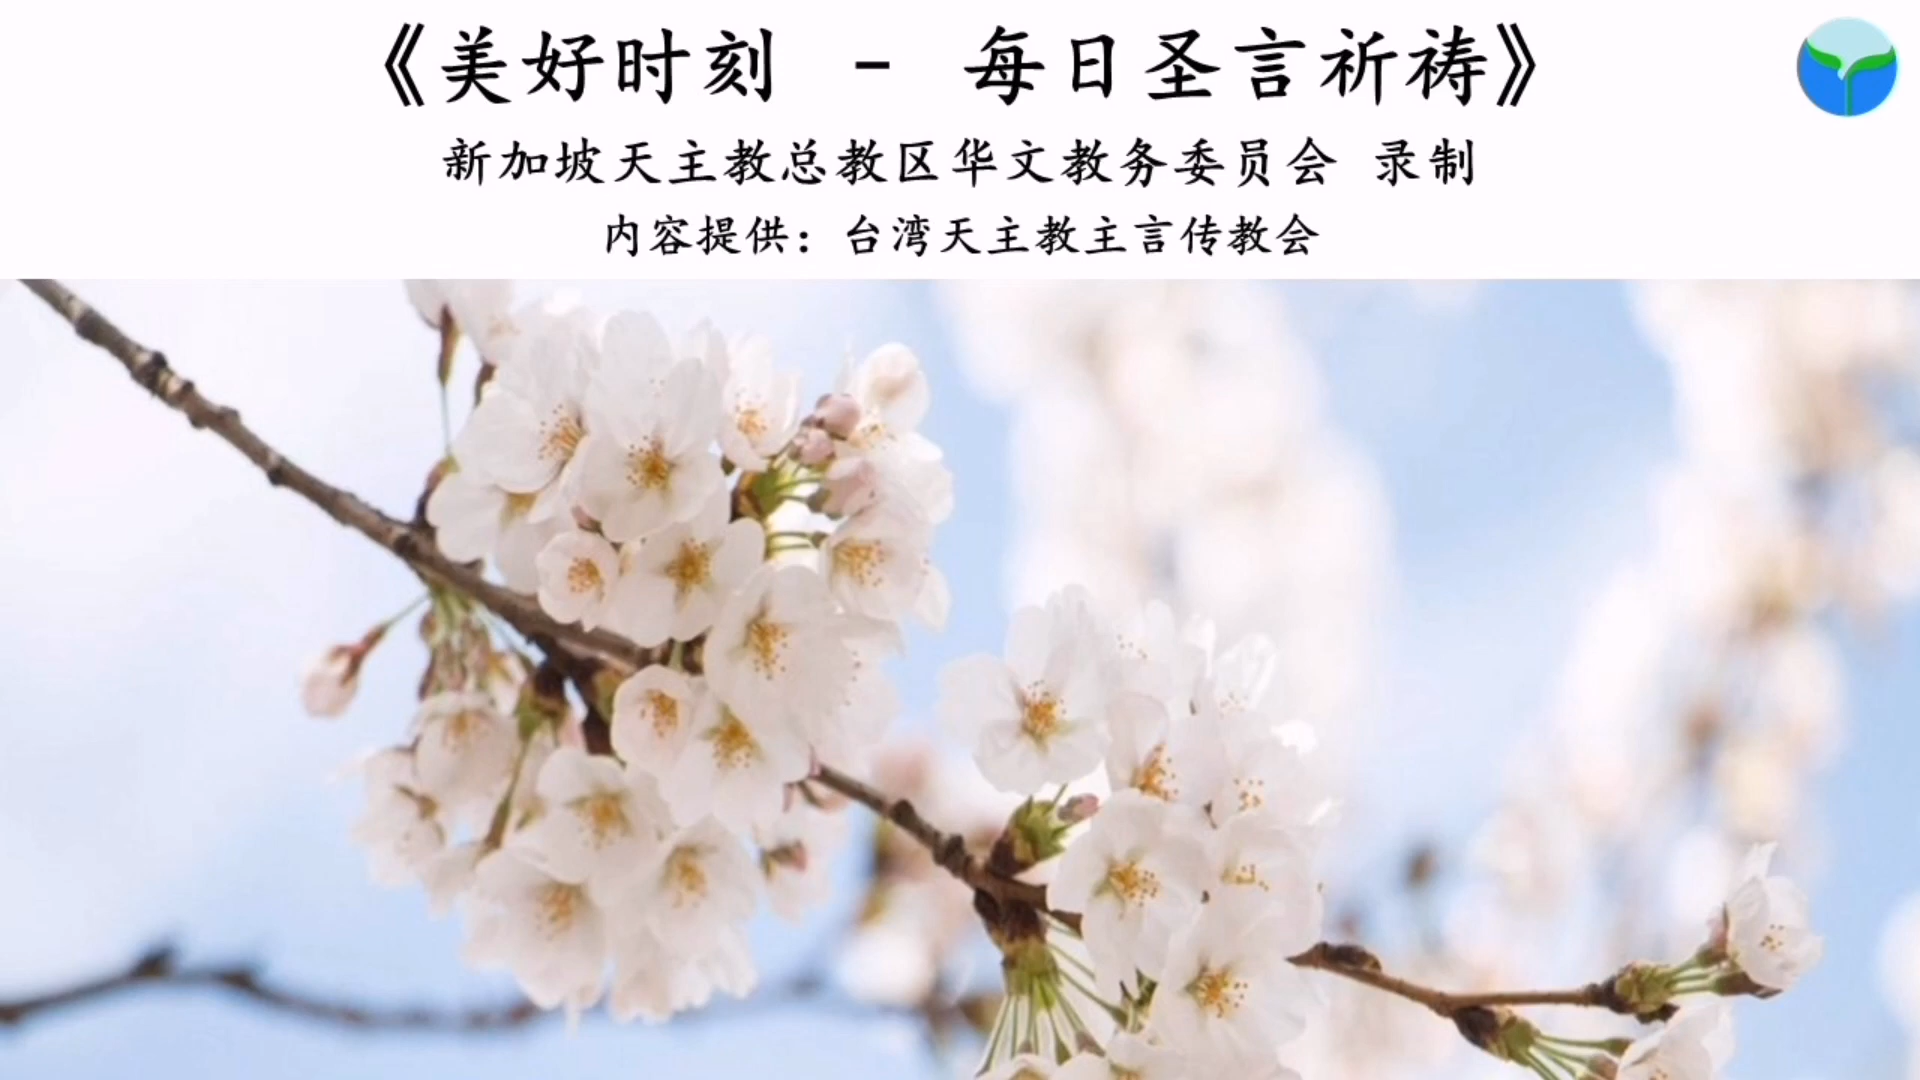 《美好时刻 - 每日圣言祈祷》
新加坡天主教总教区华文教务委员会 录制
内容提供：台湾天主教主言传教会